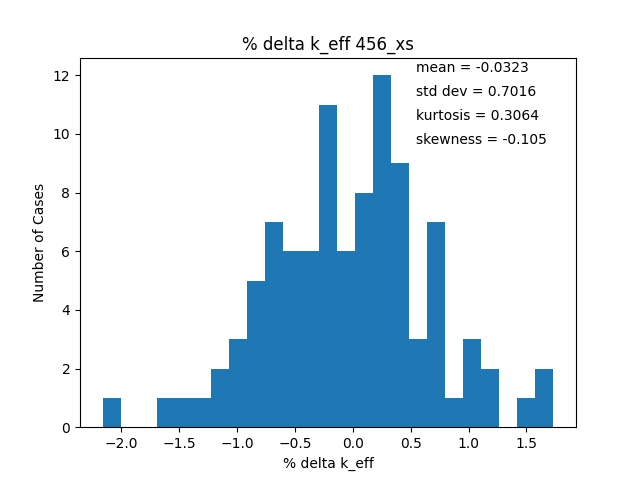 % delta k_eff 456_xs
mean = -0.0323
std dev = 0.7016
kurtosis = 0.3064
skewness = -0.105
12
10
8
6
4
2
0
Number of Cases
−2.0 −1.5 −1.0 −0.5 0.0 0.5 1.0 1.5
% delta k_eff